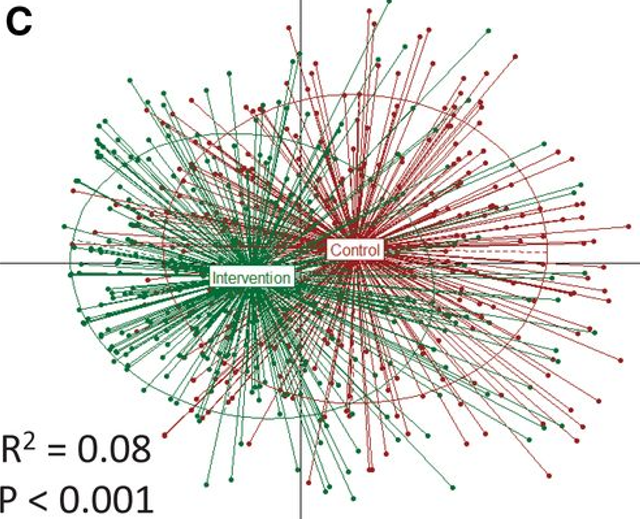 C
Control
Intervention
R² = 0.08
P < 0.001